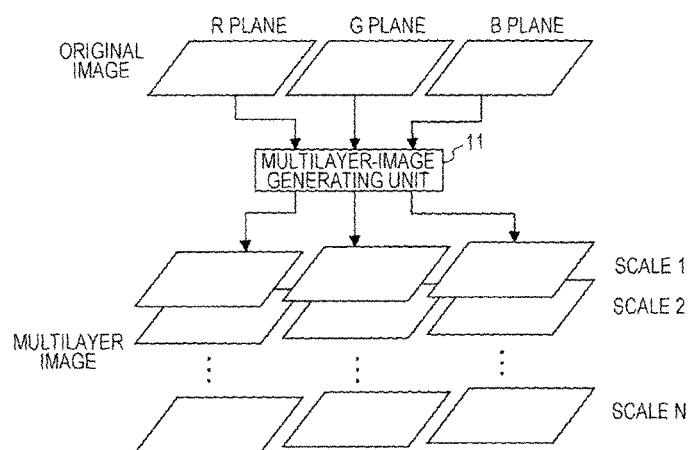 R PLANE G PLANE B PLANE
ORIGINAL
IMAGE
11
MULTILAYER-IMAGE
GENERATING UNIT
SCALE 1
SCALE 2
MULTILAYER
IMAGE
SCALE N